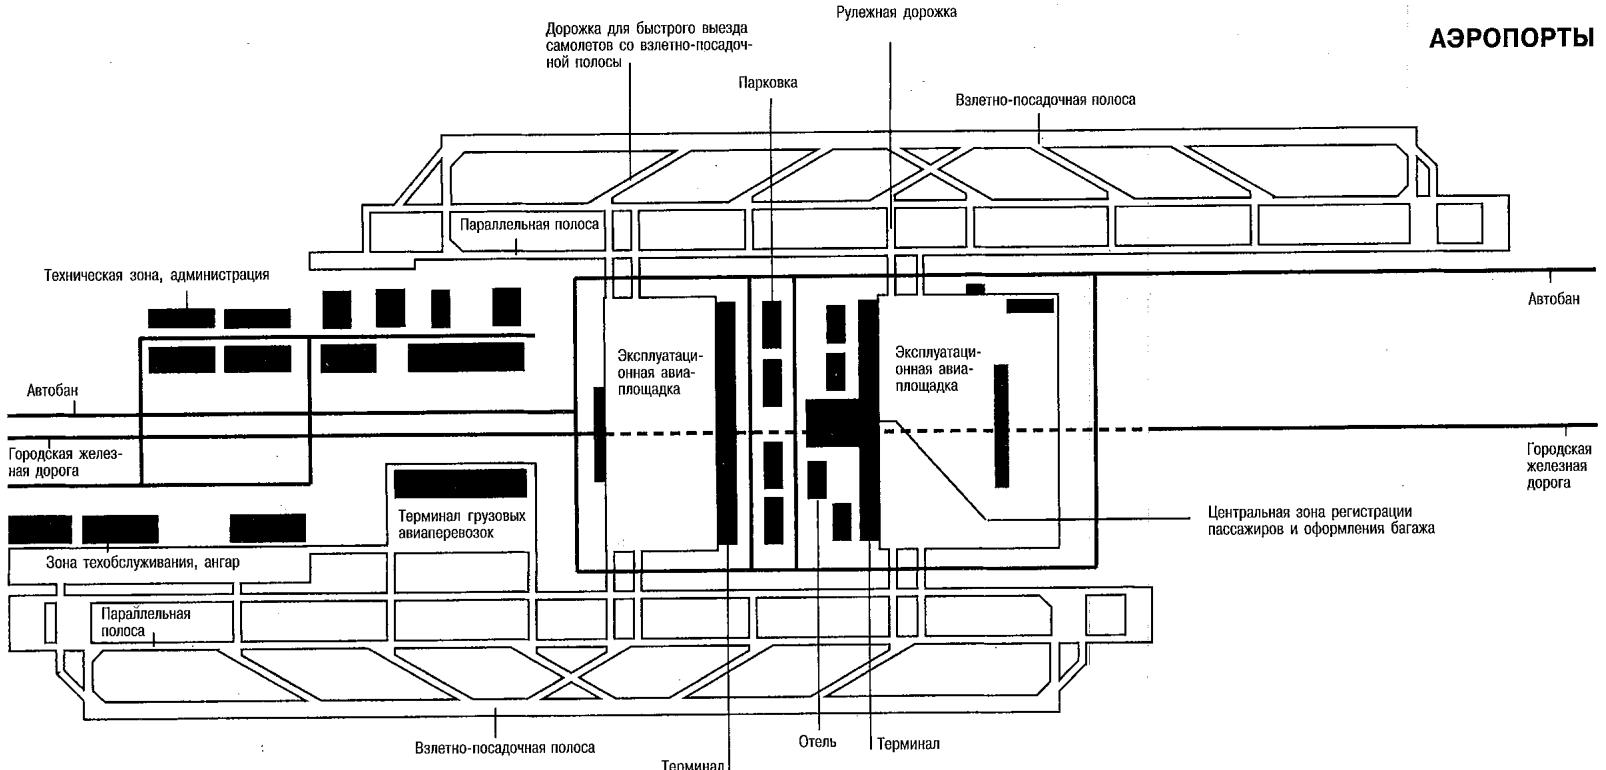 Рулежная дорожка
Дорожка для быстрого выезда
самолетов со взлетно-посадоч-
ной полосы
АЭРОПОРТЫ
Парковка
Взлетно-посадочная полоса
Параллельная полоса
Техническая зона, администрация
Автобан
Эксплуатаци-
онная авиа-
площадка
Эксплуатаци-
онная авиа-
площадка
Автобан
Городская желез-
ная дорога
Городская
железная
дорога
Терминал грузовых
авиаперевозок
Центральная зона регистрации
пассажиров и оформления багажа
Зона техобслуживания, ангар
Параллельная
полоса
Взлетно-посадочная полоса
Отель
Терминал
Терминал